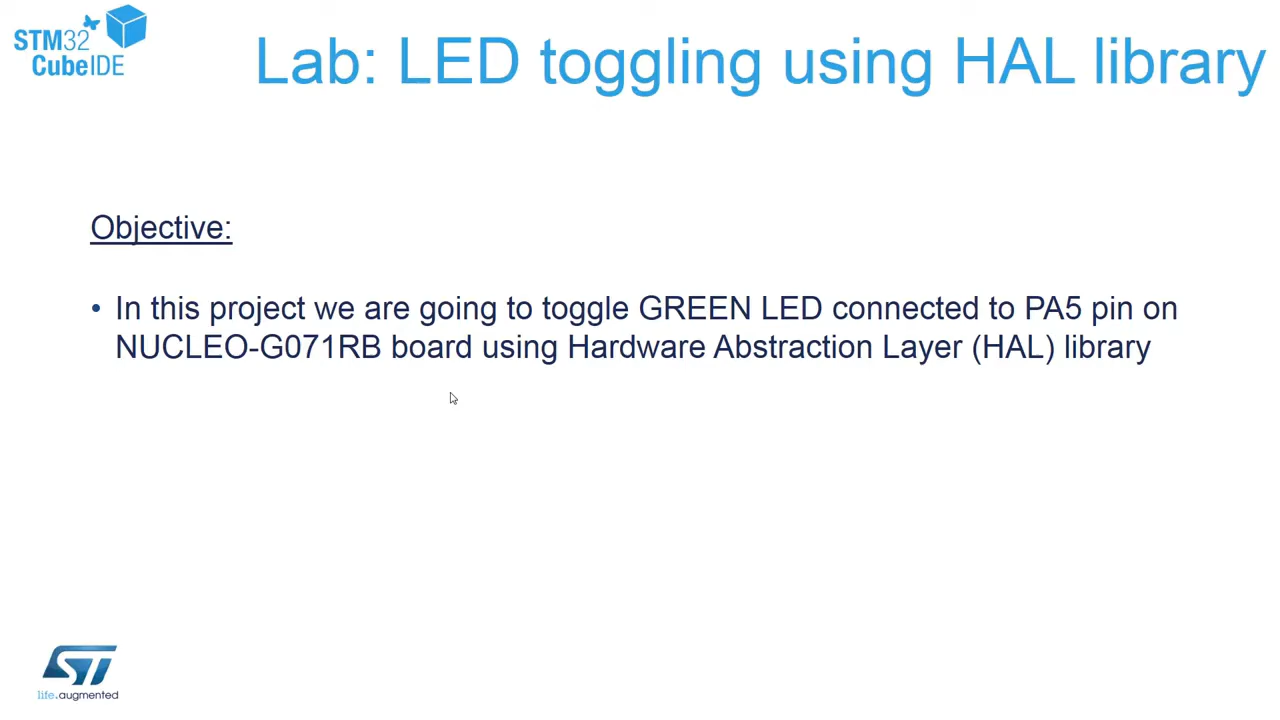 STM32
CubeIDE
Lab: LED toggling using HAL library
Objective:
• In this project we are going to toggle GREEN LED connected to PA5 pin on
NUCLEO-G071RB board using Hardware Abstraction Layer (HAL) library
ST
life.augmented